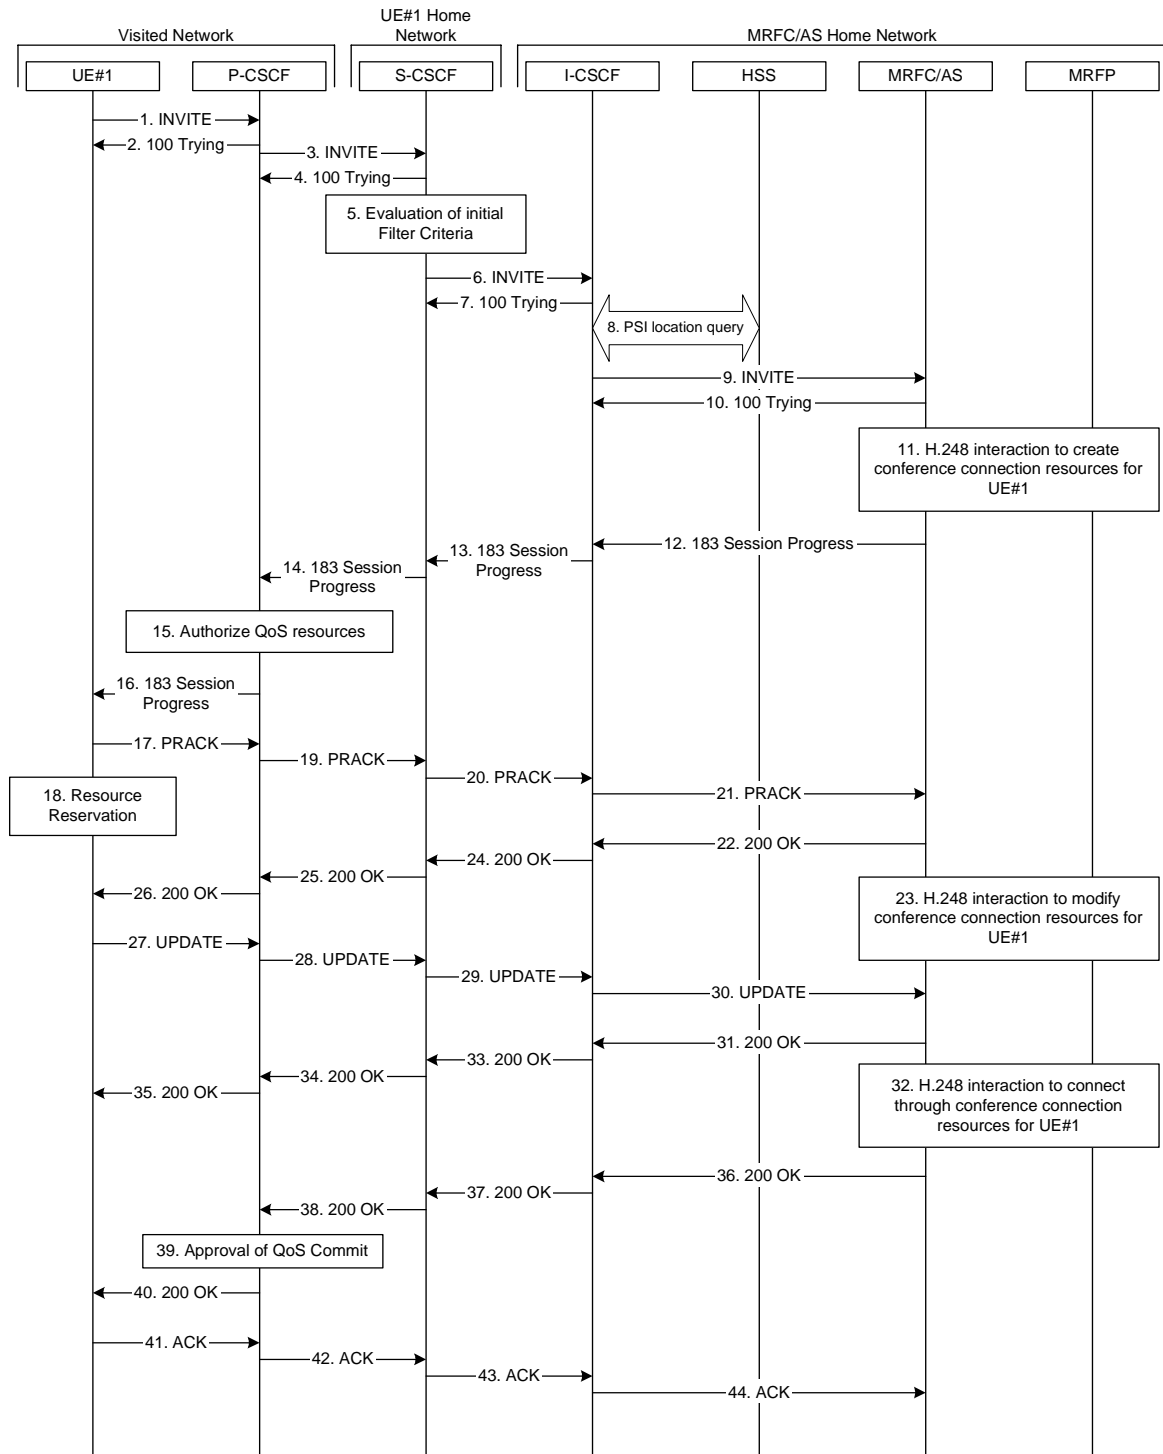 UE#1 Home
Network
Visited Network
MRFC/AS Home Network
UE#1
P-CSCF
S-CSCF
I-CSCF
HSS
MRFC/AS
MRFP
1. INVITE
2. 100 Trying
3. INVITE
4. 100 Trying
5. Evaluation of initial
Filter Criteria
6. INVITE
7. 100 Trying
8. PSI location query
9. INVITE
10. 100 Trying
11. H.248 interaction to create
conference connection resources for
UE#1
12. 183 Session Progress
13. 183 Session
Progress
14. 183 Session
Progress
15. Authorize QoS resources
16. 183 Session
Progress
17. PRACK
19. PRACK
20. PRACK
18. Resource
Reservation
21. PRACK
22. 200 OK
24. 200 OK
25. 200 OK
26. 200 OK
23. H.248 interaction to modify
conference connection resources for
UE#1
27. UPDATE
28. UPDATE
29. UPDATE
30. UPDATE
31. 200 OK
33. 200 OK
34. 200 OK
35. 200 OK
32. H.248 interaction to connect
through conference connection
resources for UE#1
36. 200 OK
37. 200 OK
38. 200 OK
39. Approval of QoS Commit
40. 200 OK
41. ACK
42. ACK
43. ACK
44. ACK